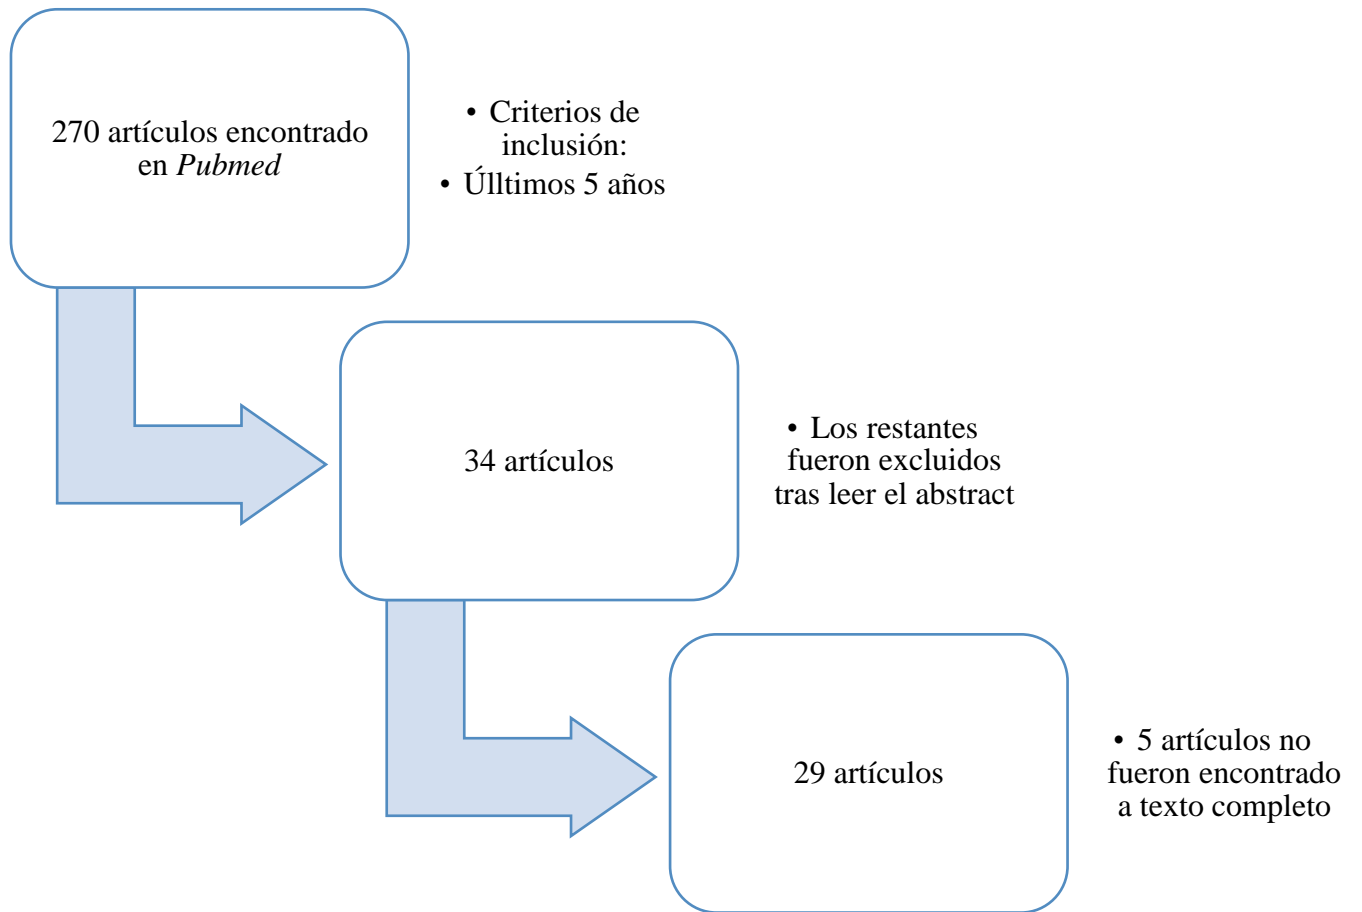 270 artículos encontrado
en Pubmed
• Criterios de
inclusión:
• Úlltimos 5 años
34 artículos
• Los restantes
fueron excluidos
tras leer el abstract
29 artículos
• 5 artículos no
fueron encontrado
a texto completo